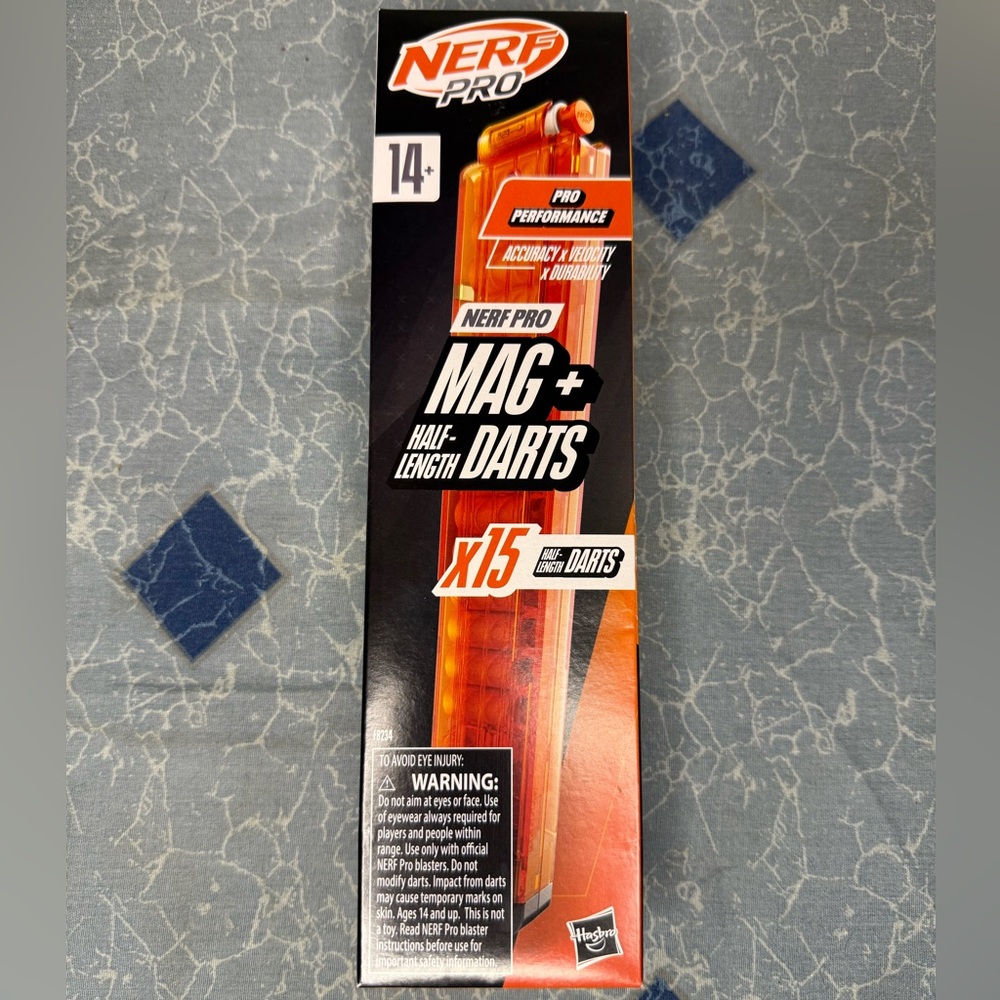 NERF
PRO
14+
PRO
PERFORMANCE
ACCURACY x VELOCITY
x DURABILITY
NERF PRO
MAG +
HALF-
LENGTH DARTS
x15
HALF-
LENGTH DARTS
F8234
TO AVOID EYE INJURY:
WARNING:
Do not aim at eyes or face. Use
of eyewear always required for
players and people within
range. Use only with official
NERF Pro blasters. Do not
modify darts. Impact from darts
may cause temporary marks on
skin. Ages 14 and up. This is not
a toy. Read NERF Pro blaster
instructions before use for
important safety information.
Hasbro